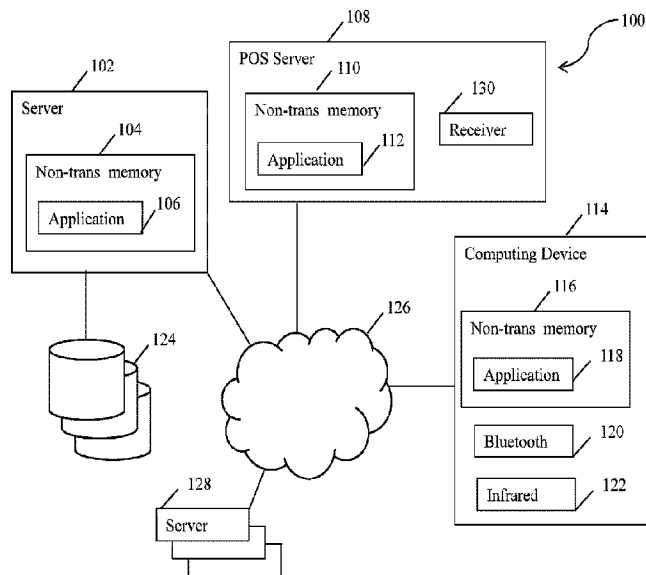 108
100
POS Server
102
110
130
Server
Non-trans memory
Receiver
104
Application
112
Non-trans memory
Application
106
114
Computing Device
116
126
Non-trans memory
124
Application
118
Bluetooth
120
128
Server
Infrared
122